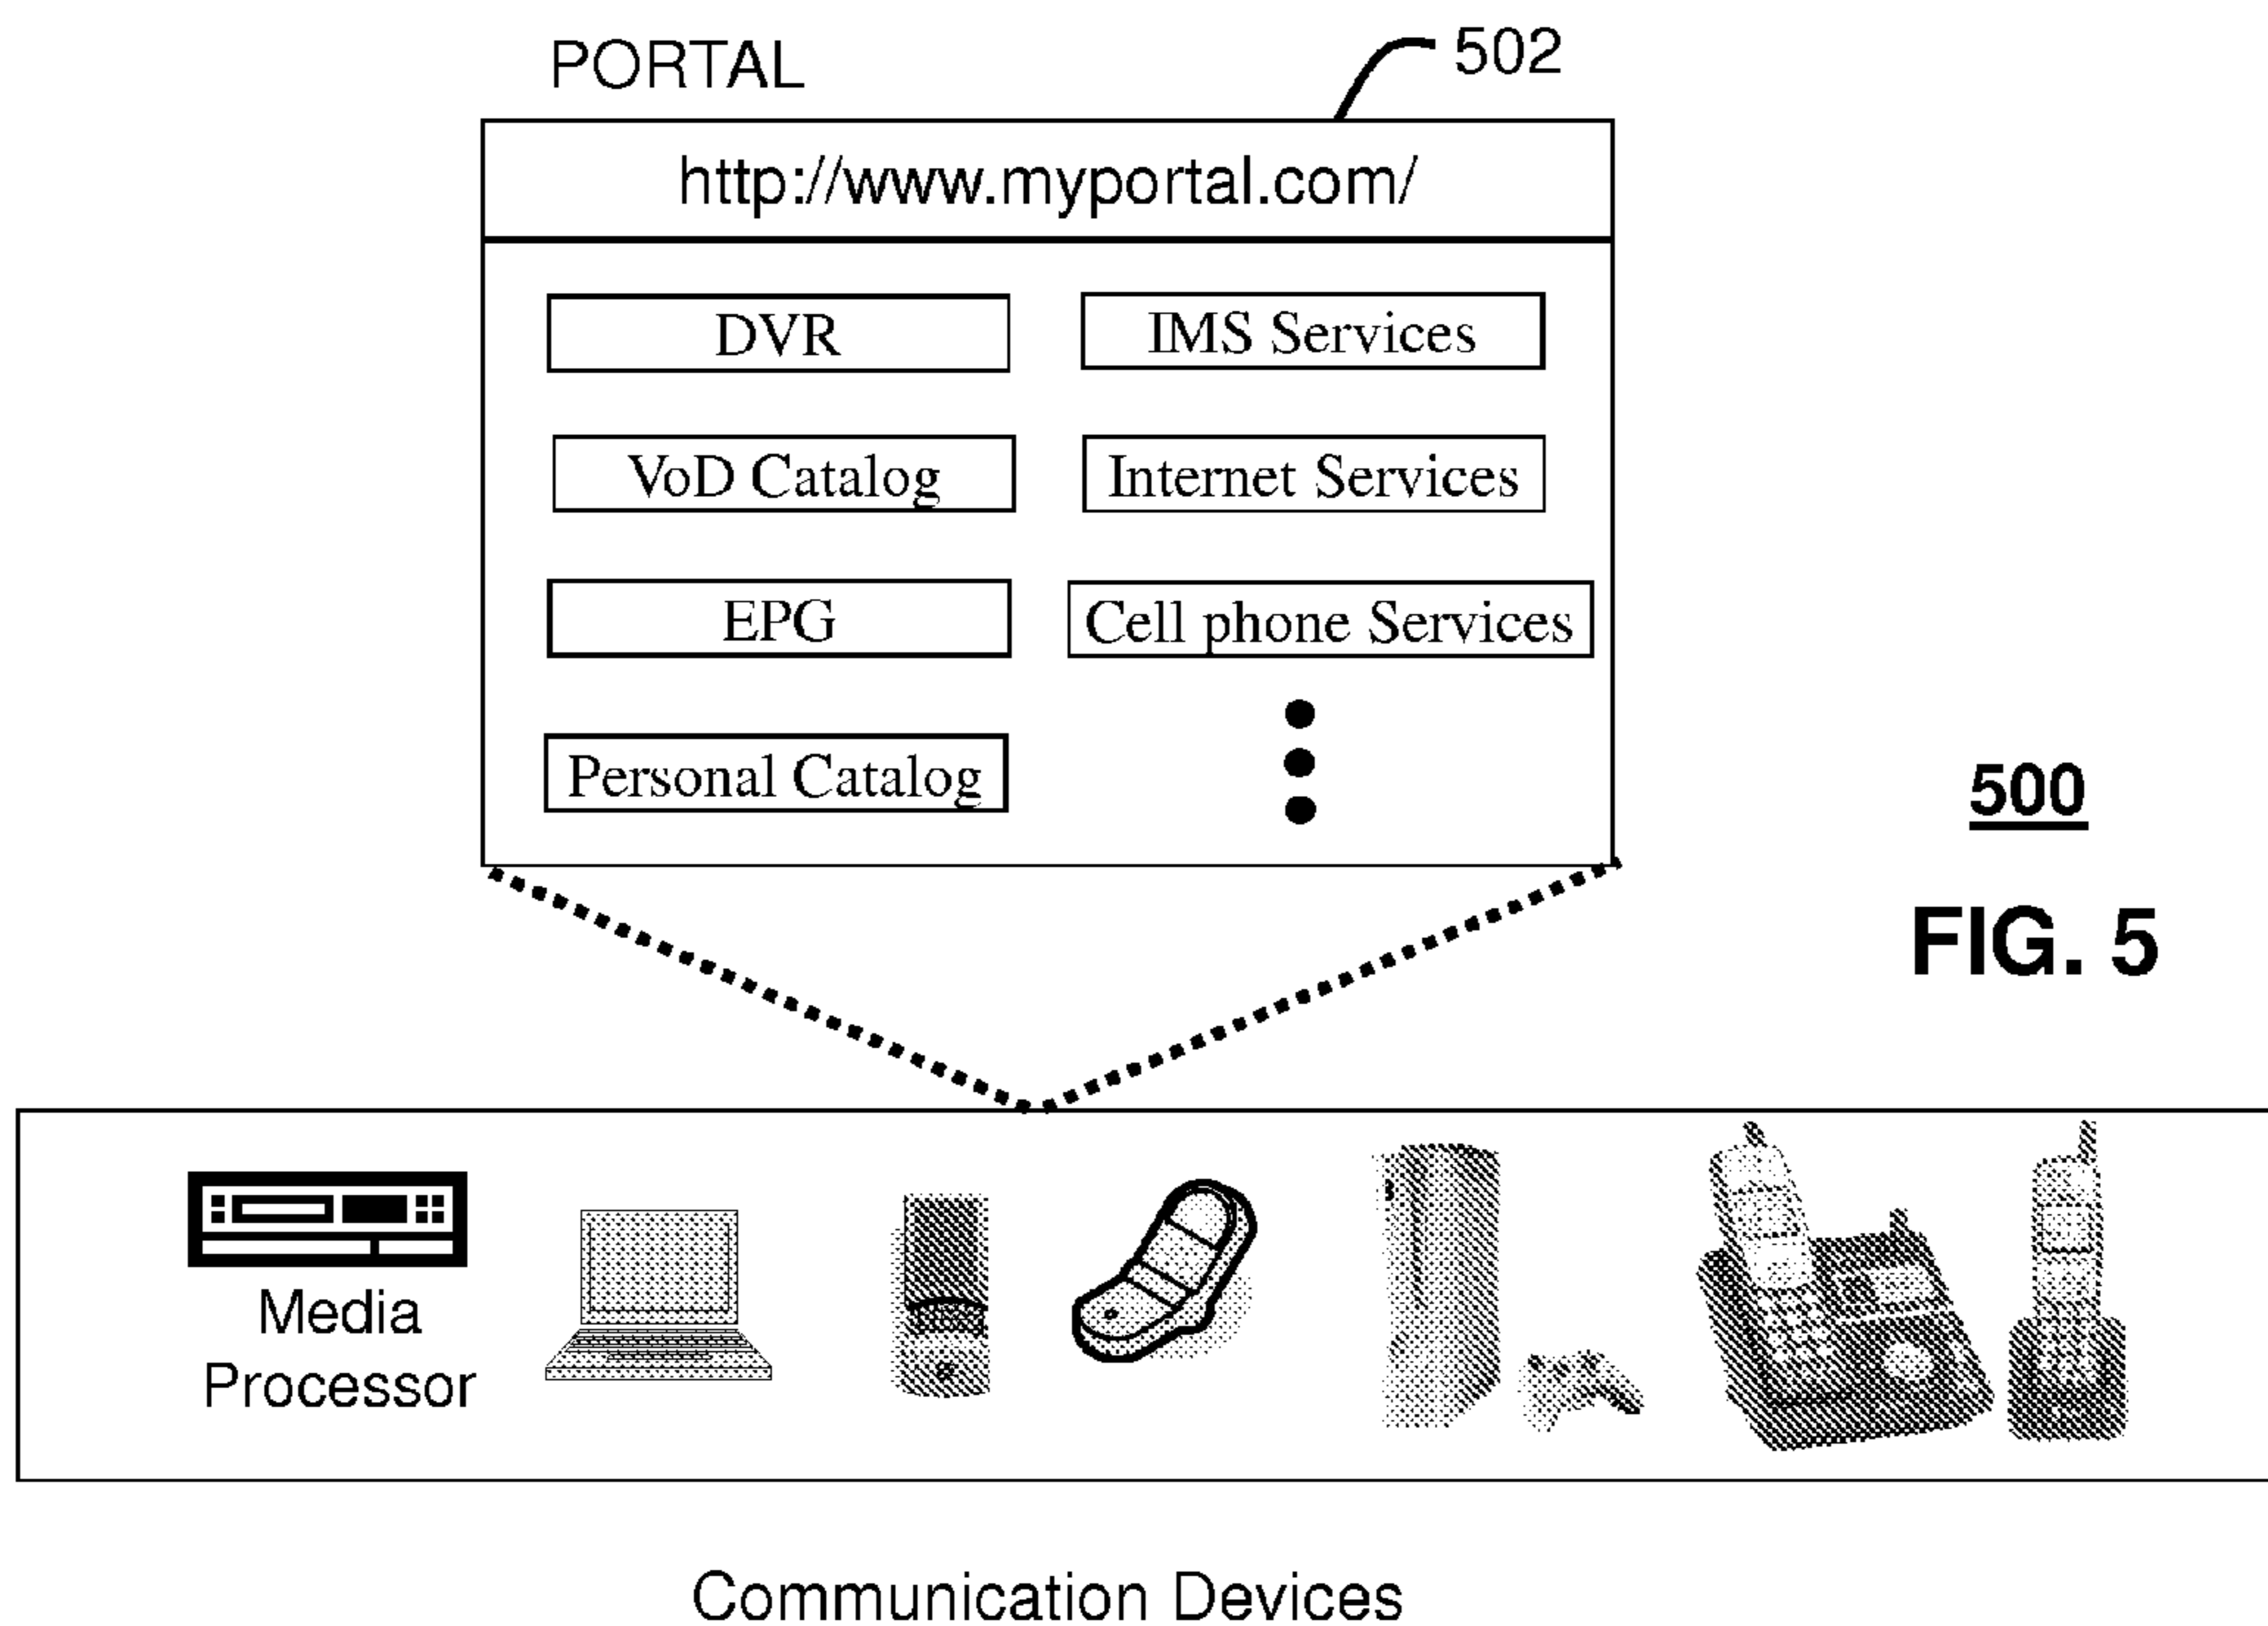 PORTAL
502
http://www.myportal.com/
DVR
IMS Services
VoD Catalog
Internet Services
EPG
Cell phone Services
Personal Catalog
500
FIG. 5
Media
Processor
Communication Devices